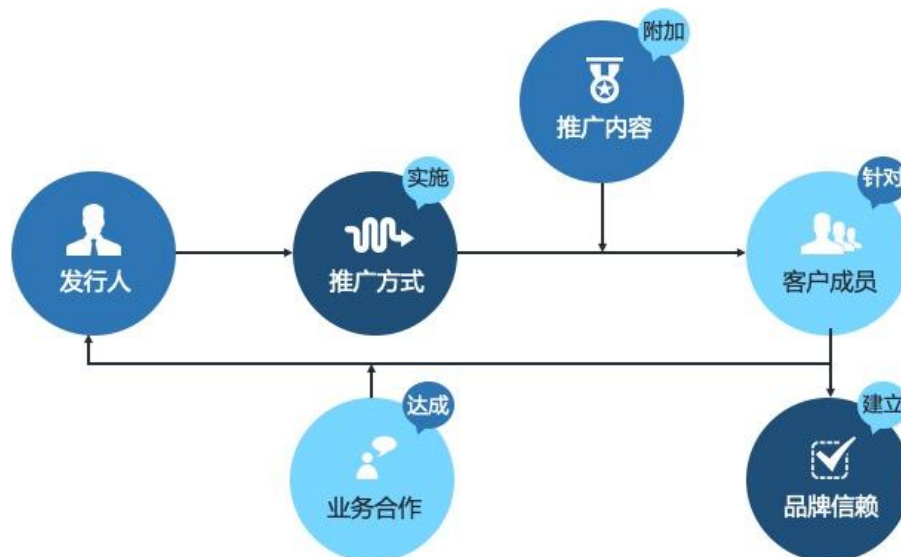 附加
推广内容
实施
针对
发行人
推广方式
客户成员
达成
建立
业务合作
品牌信赖